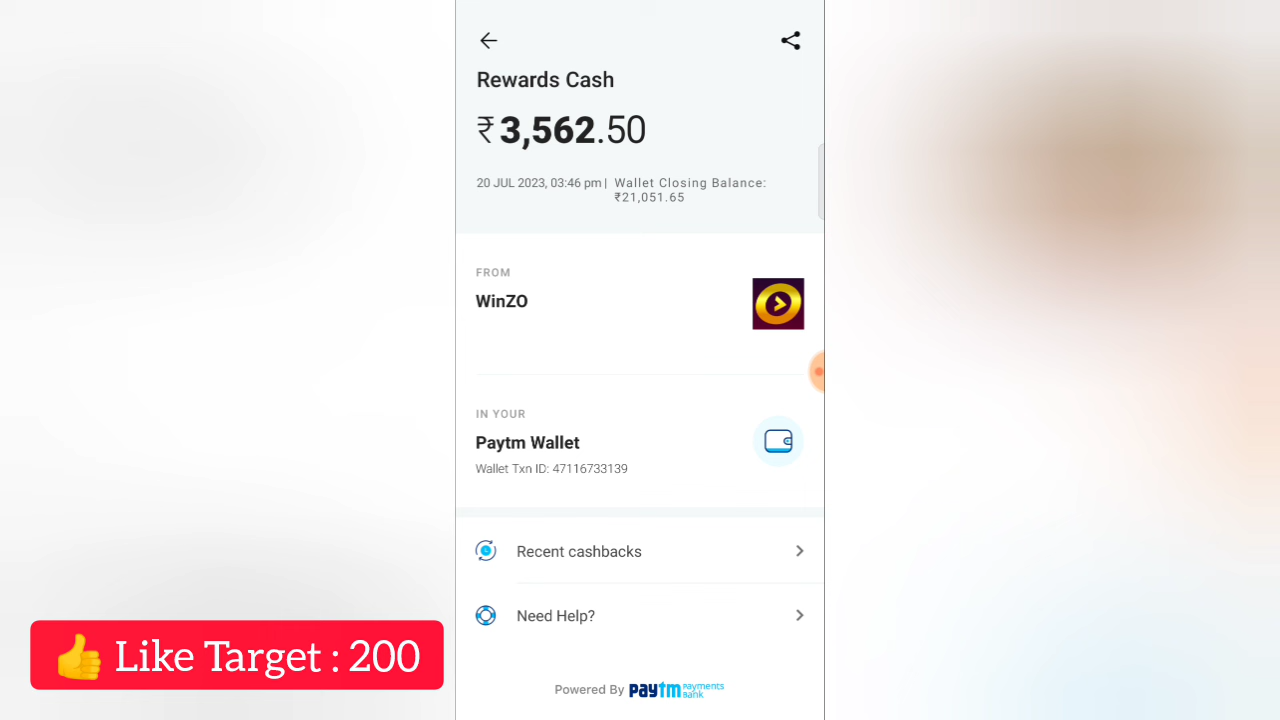 Rewards Cash
₹3,562.50
20 JUL 2023, 03:46 pm | Wallet Closing Balance:
₹21,051.65
FROM
WinZO
IN YOUR
Paytm Wallet
Wallet Txn ID: 47116733139
Recent cashbacks
Need Help?
👍 Like Target : 200
Powered By paytm payments bank